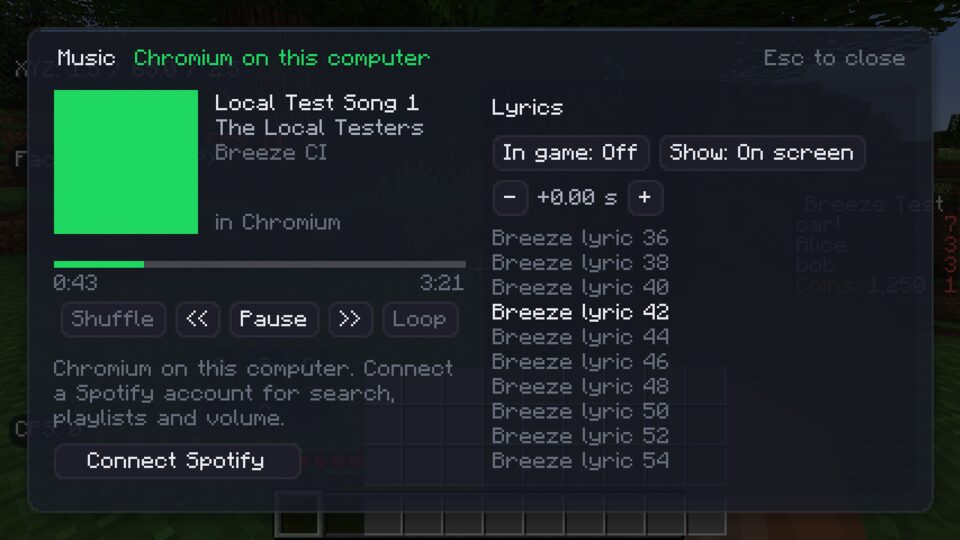 Music Chromium on this computer
Esc to close
Local Test Song 1
The Local Testers
Breeze CI
in Chromium
0:43
3:21
Shuffle
<<
Pause
>>
Loop
Chromium on this computer. Connect
a Spotify account for search,
playlists and volume.
Connect Spotify
Lyrics
In game: Off
Show: On screen
-
+0.00 s
+
Breeze lyric 36
Breeze lyric 38
Breeze lyric 40
Breeze lyric 42
Breeze lyric 44
Breeze lyric 46
Breeze lyric 48
Breeze lyric 50
Breeze lyric 52
Breeze lyric 54
Breeze Test
carl 7
Alice 3
bob 3
Coins: 1,250 1